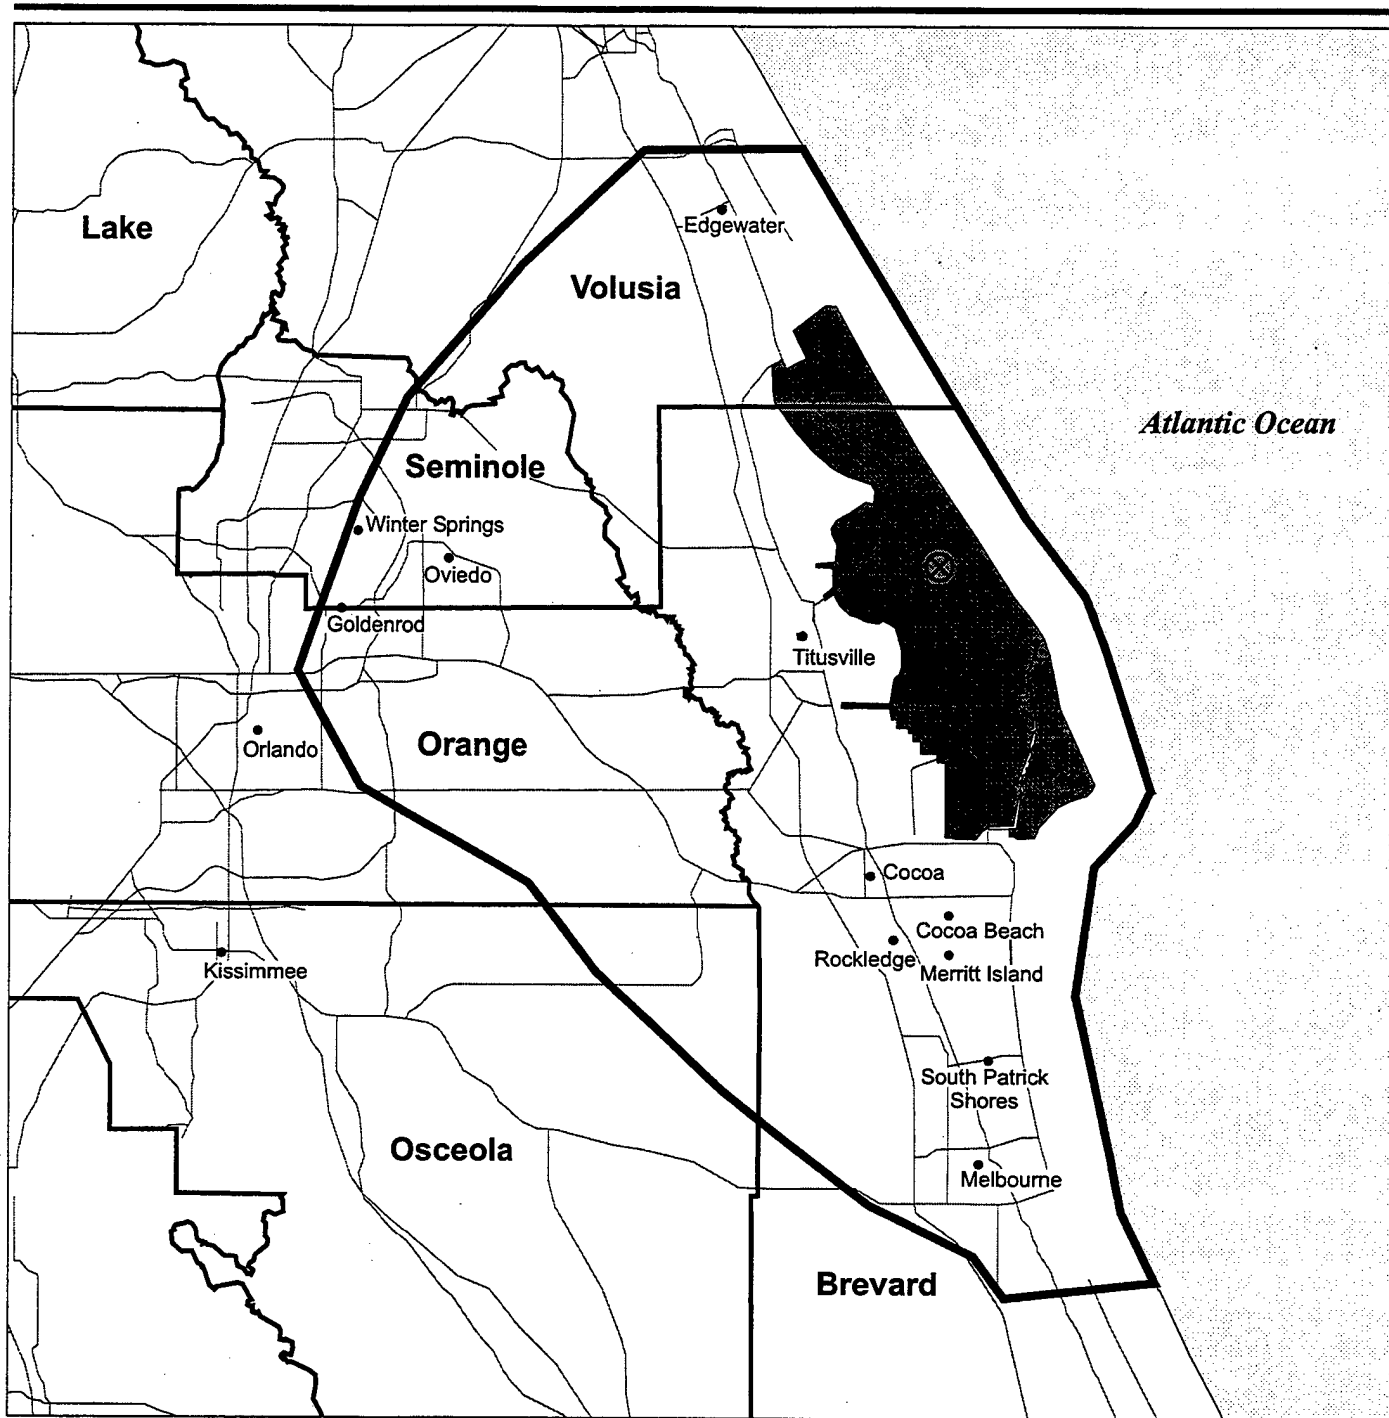 Lake
Edgewater
Volusia
Atlantic Ocean
Seminole
Winter Springs
Oviedo
Goldenrod
Titusville
Orlando
Orange
Cocoa
Cocoa Beach
Rockledge
Merritt Island
Kissimmee
South Patrick
Shores
Osceola
Melbourne
Brevard